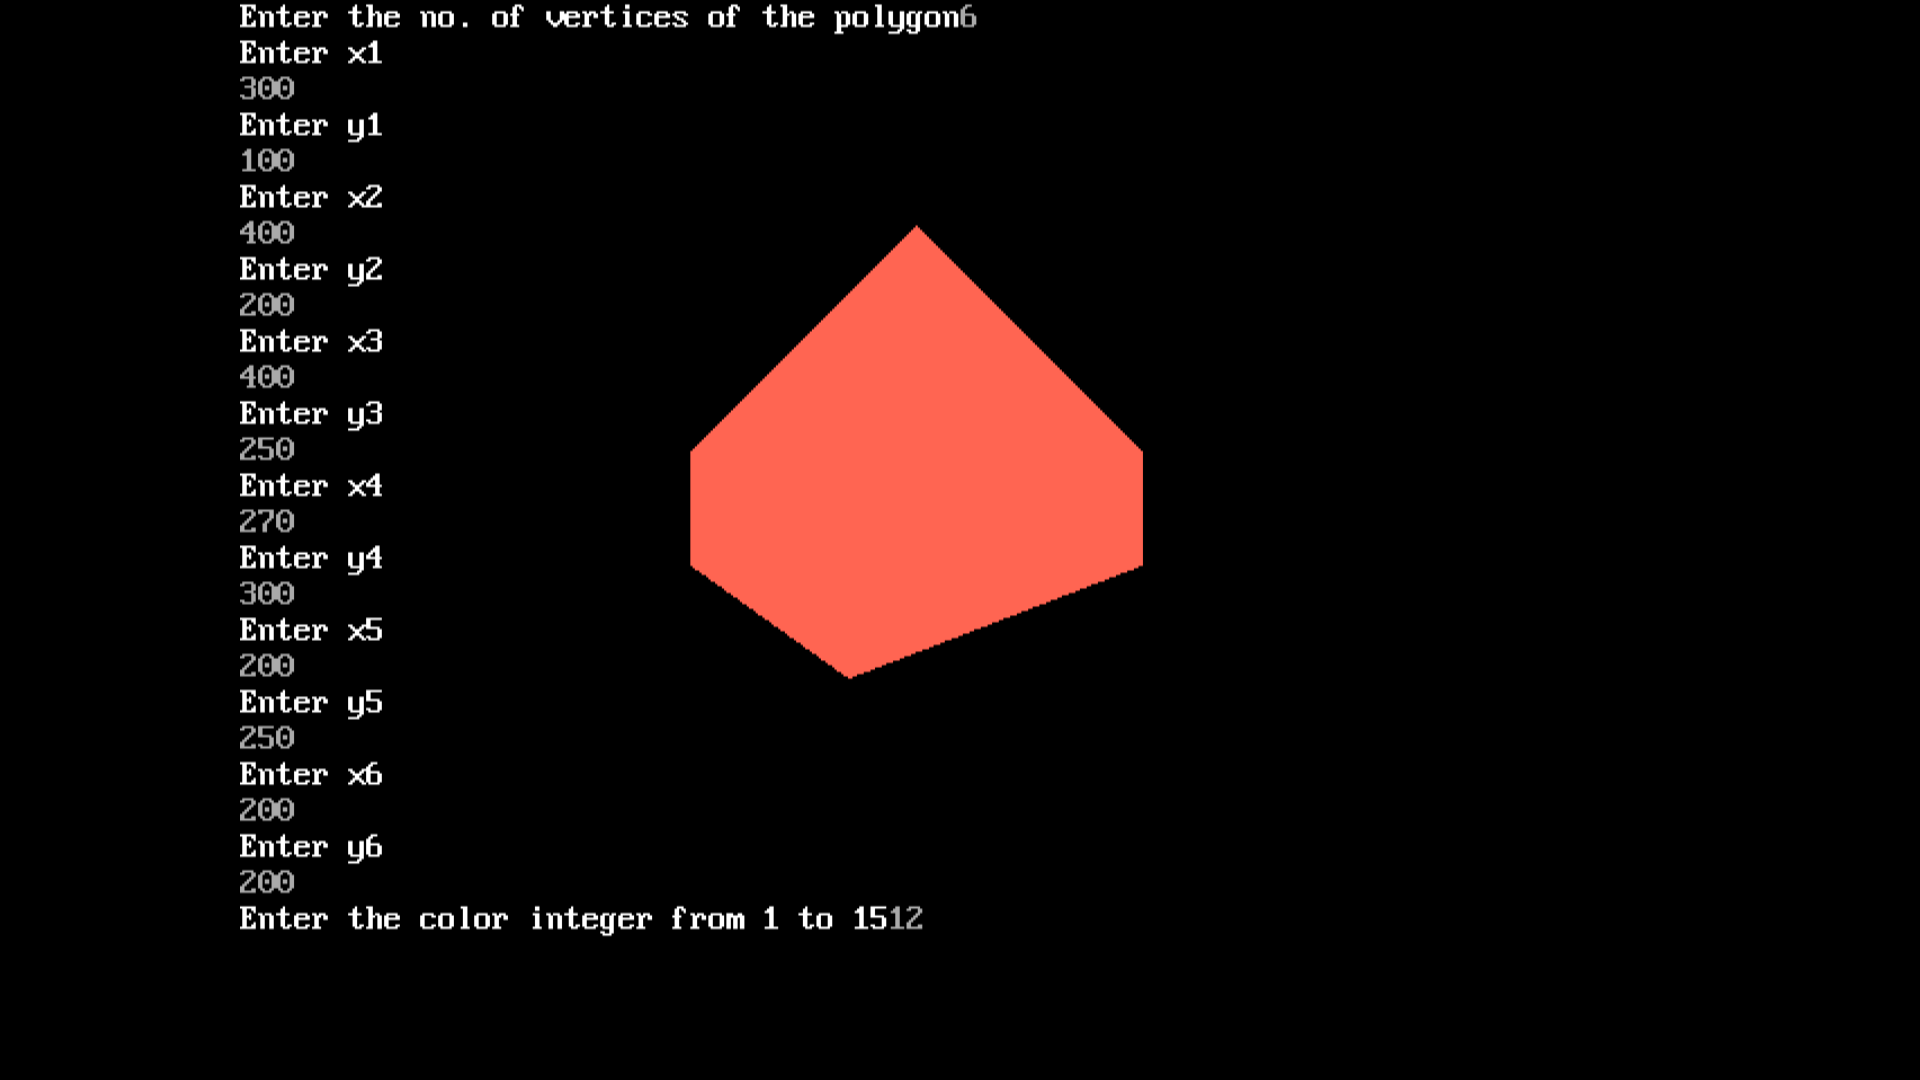 Enter the no. of vertices of the polygon6
Enter x1
300
Enter y1
100
Enter x2
400
Enter y2
200
Enter x3
400
Enter y3
250
Enter x4
270
Enter y4
300
Enter x5
200
Enter y5
250
Enter x6
200
Enter y6
200
Enter the color integer from 1 to 1512